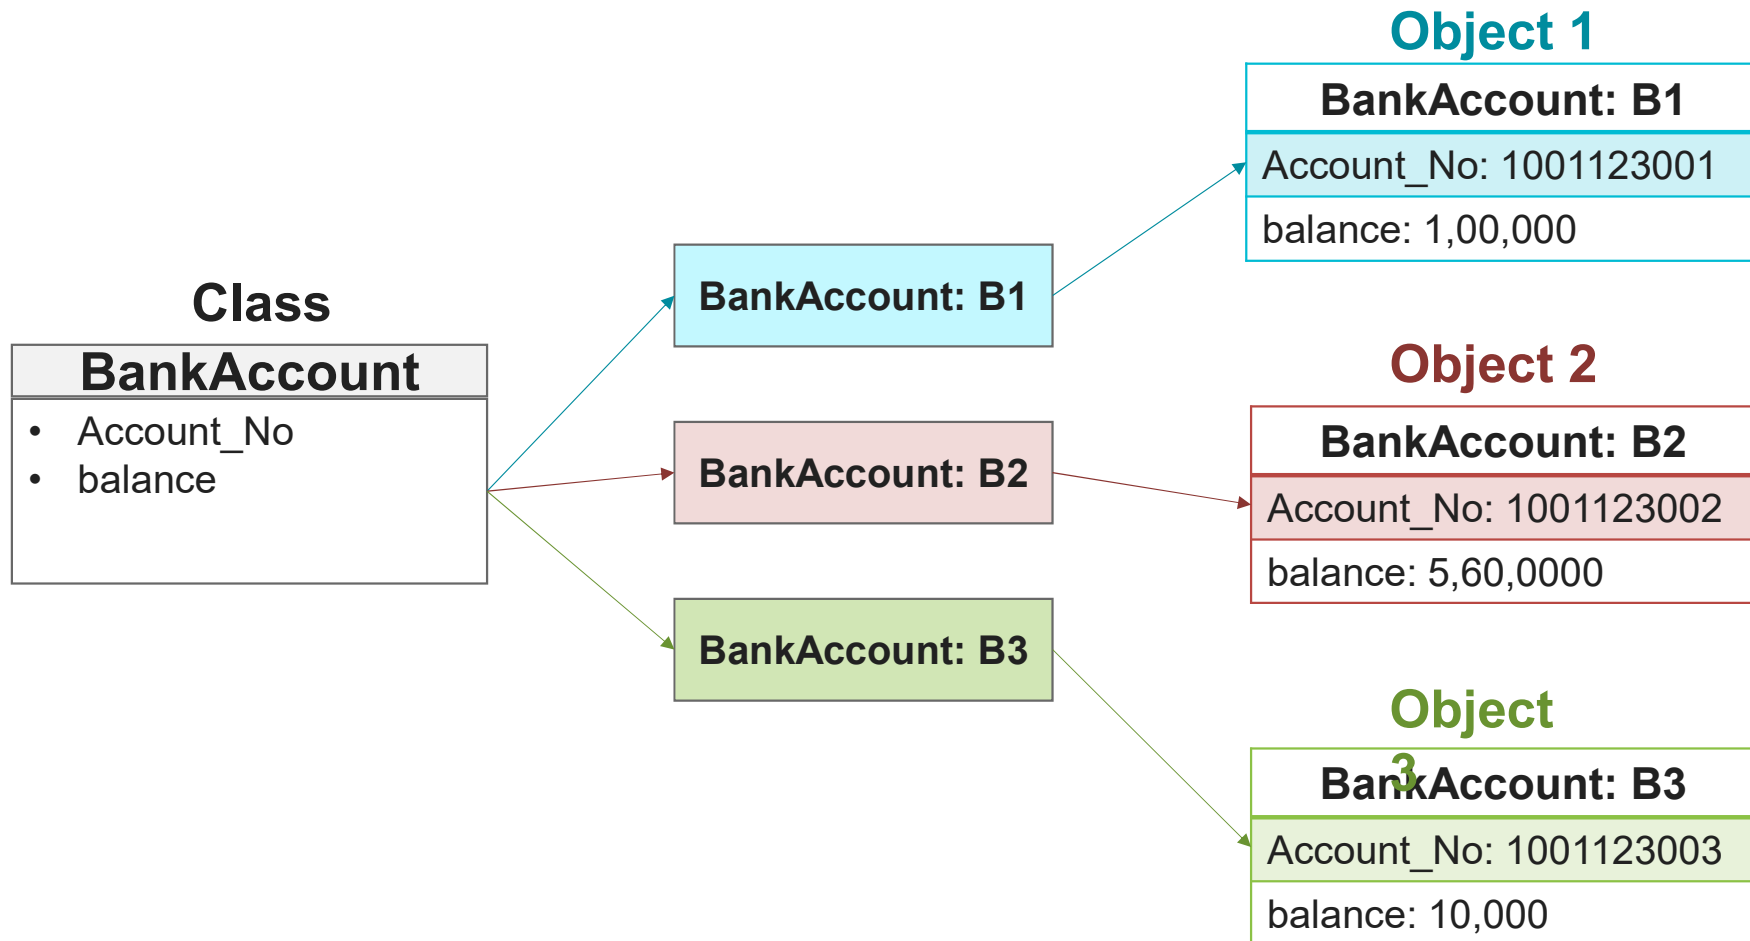 Class
BankAccount
• Account_No
• balance
BankAccount: B1
BankAccount: B2
BankAccount: B3
Object 1
BankAccount: B1
Account_No: 1001123001
balance: 1,00,000
Object 2
BankAccount: B2
Account_No: 1001123002
balance: 5,60,0000
Object
3
BankAccount: B3
Account_No: 1001123003
balance: 10,000